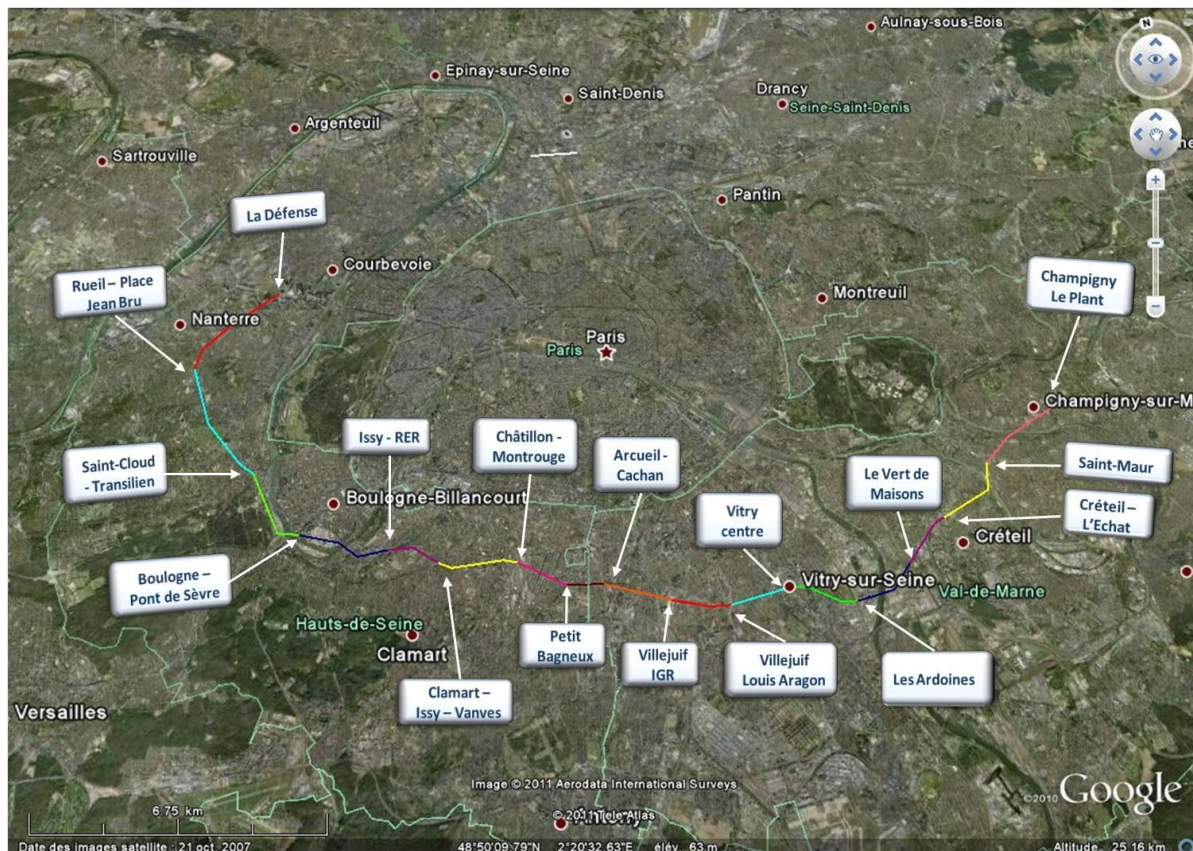 Aulnay-sous-Bois
N
Epinay-sur-Seine
Saint-Denis
Drancy
Seine-Saint-Denis
Argenteuil
Sartrouville
Pantin
La Défense
Courbevoie
Rueil – Place
Jean Bru
Nanterre
Champigny
Le Plant
Montreuil
Paris
Paris
Champigny-sur-M
Issy - RER
Châtillon -
Montrouge
Arcueil -
Cachan
Saint-Cloud
- Transilien
Le Vert de
Maisons
Saint-Maur
Boulogne-Billancourt
Vitry
centre
Créteil –
L'Echat
Créteil
Boulogne –
Pont de Sèvre
Vitry-sur-Seine
Val-de-Marne
Hauts-de-Seine
Clamart
Petit
Bagneux
Villejuif
IGR
Villejuif
Louis Aragon
Les Ardoines
Clamart –
Issy – Vanves
Versailles
Image © 2011 Aerodata International Surveys
©2010 Google
6.75 km
© 2011 Tele Atlas
Date des images satellite : 21 oct. 2007
48°50'09.79"N 2°20'32.63"E élév. 63 m
Altitude 25.16 km